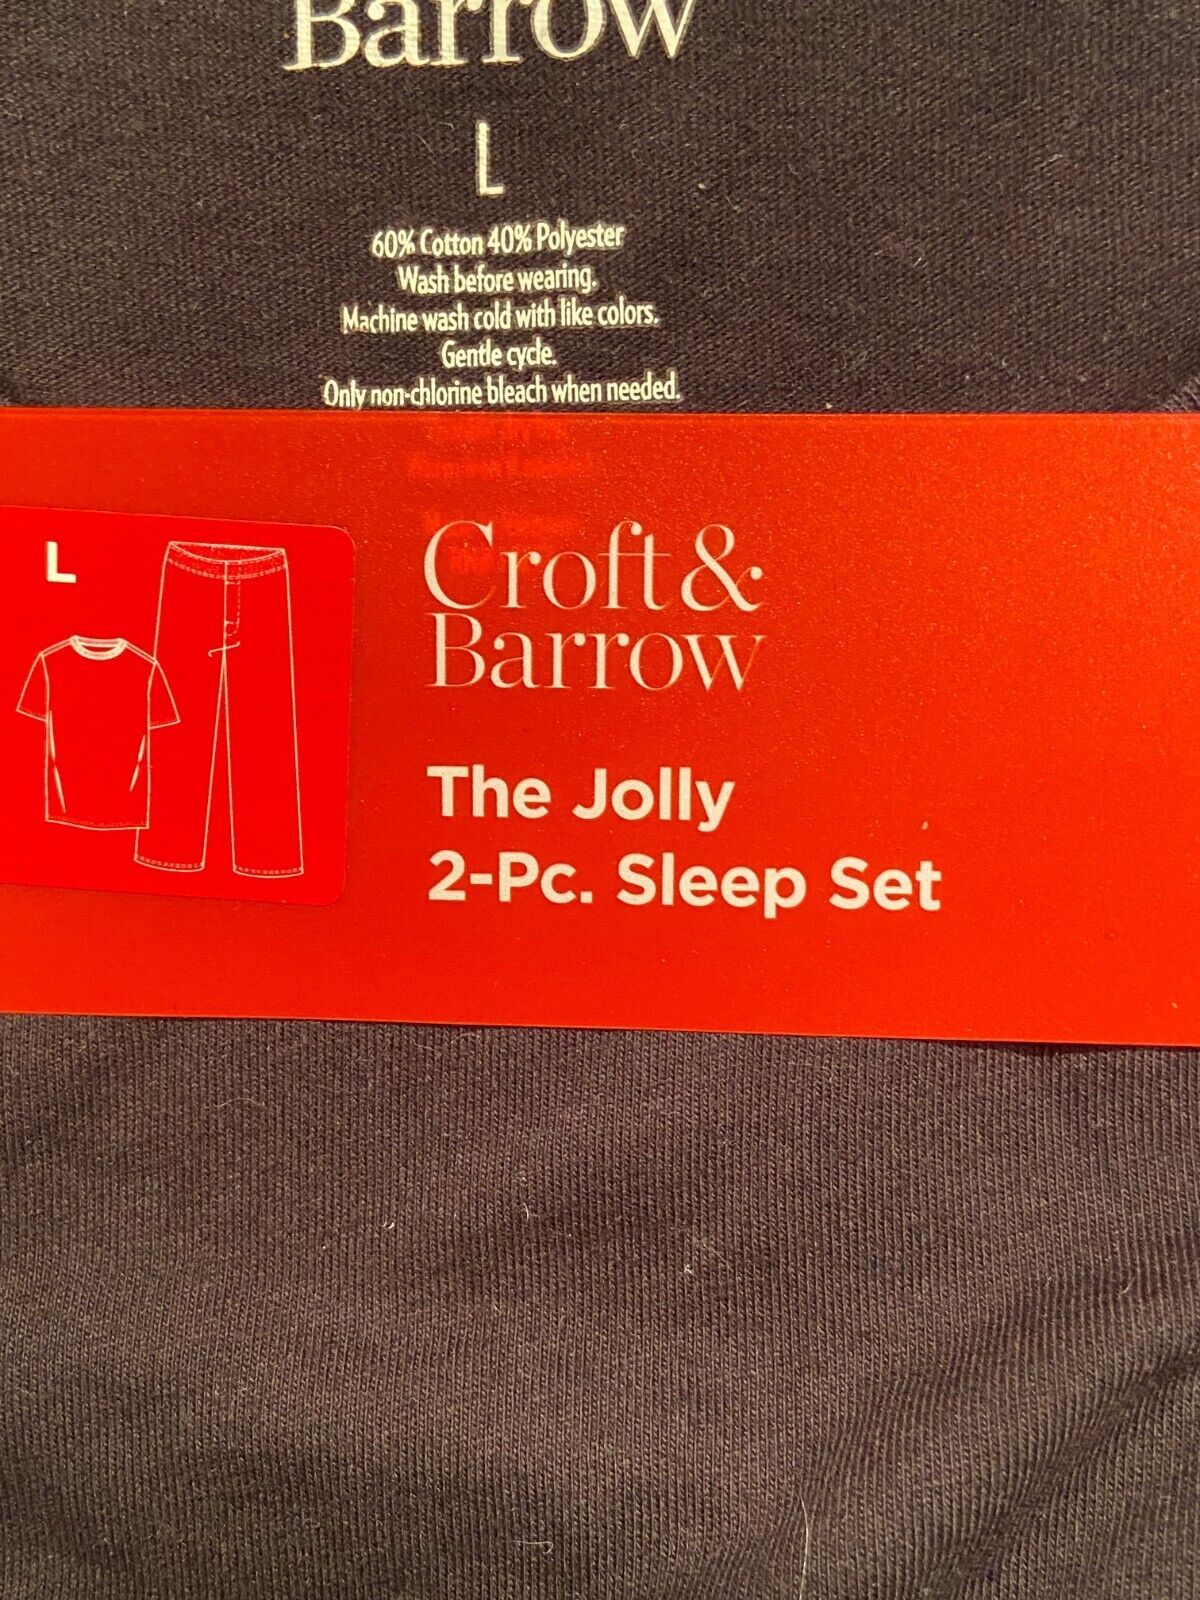 Barrow
L
60% Cotton 40% Polyester
Wash before wearing.
Machine wash cold with like colors.
Gentle cycle.
Only non-chlorine bleach when needed.
L
Croft &
Barrow
The Jolly
2-Pc. Sleep Set